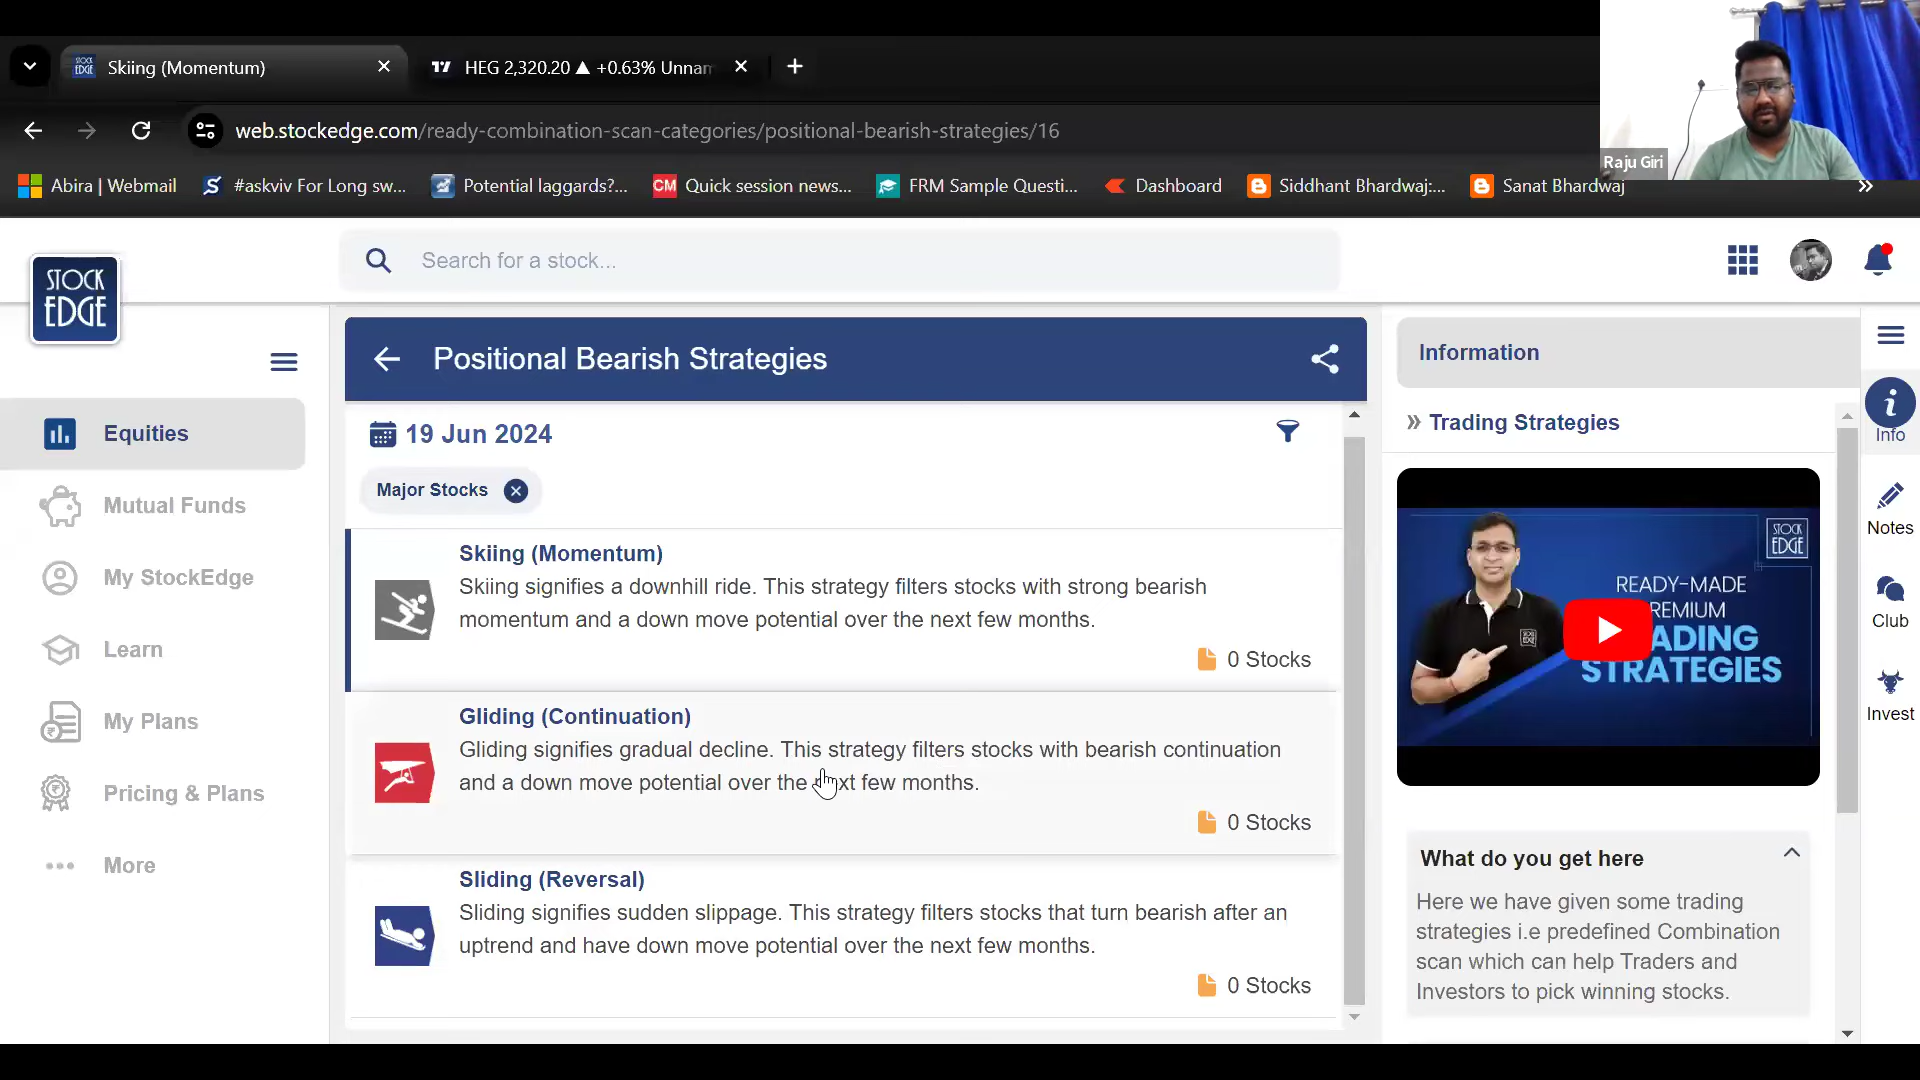 Skiing (Momentum)
HEG 2,320.20 ▲ +0.63% Unnam
web.stockedge.com/ready-combination-scan-categories/positional-bearish-strategies/16
Raju Giri
Abira | Webmail
#askviv For Long sw...
Potential laggards?...
CM Quick session news...
FRM Sample Questi...
Dashboard
Siddhant Bhardwaj:...
Sanat Bhardwaj
STOCK
EDGE
Search for a stock...
Equities
Mutual Funds
My StockEdge
Learn
My Plans
Pricing & Plans
More
Positional Bearish Strategies
19 Jun 2024
Major Stocks
Skiing (Momentum)
Skiing signifies a downhill ride. This strategy filters stocks with strong bearish
momentum and a down move potential over the next few months.
0 Stocks
Gliding (Continuation)
Gliding signifies gradual decline. This strategy filters stocks with bearish continuation
and a down move potential over the next few months.
0 Stocks
Sliding (Reversal)
Sliding signifies sudden slippage. This strategy filters stocks that turn bearish after an
uptrend and have down move potential over the next few months.
0 Stocks
Information
Trading Strategies
STOCK
EDGE
READY-MADE
PREMIUM
TRADING
STRATEGIES
What do you get here
Here we have given some trading
strategies i.e predefined Combination
scan which can help Traders and
Investors to pick winning stocks.
Info
Notes
Club
Invest